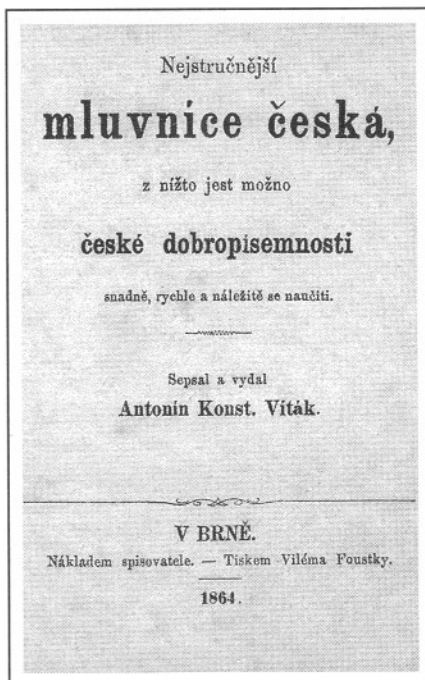 Nejstručnější
mluvnice česká,
z nížto jest možno
české dobropísemnosti
snadně, rychle a náležitě se naučiti.
Sepsal a vydal
Antonín Konst. Víták.
V BRNĚ.
Nákladem spisovatele. — Tiskem Viléma Foustky.
1864.